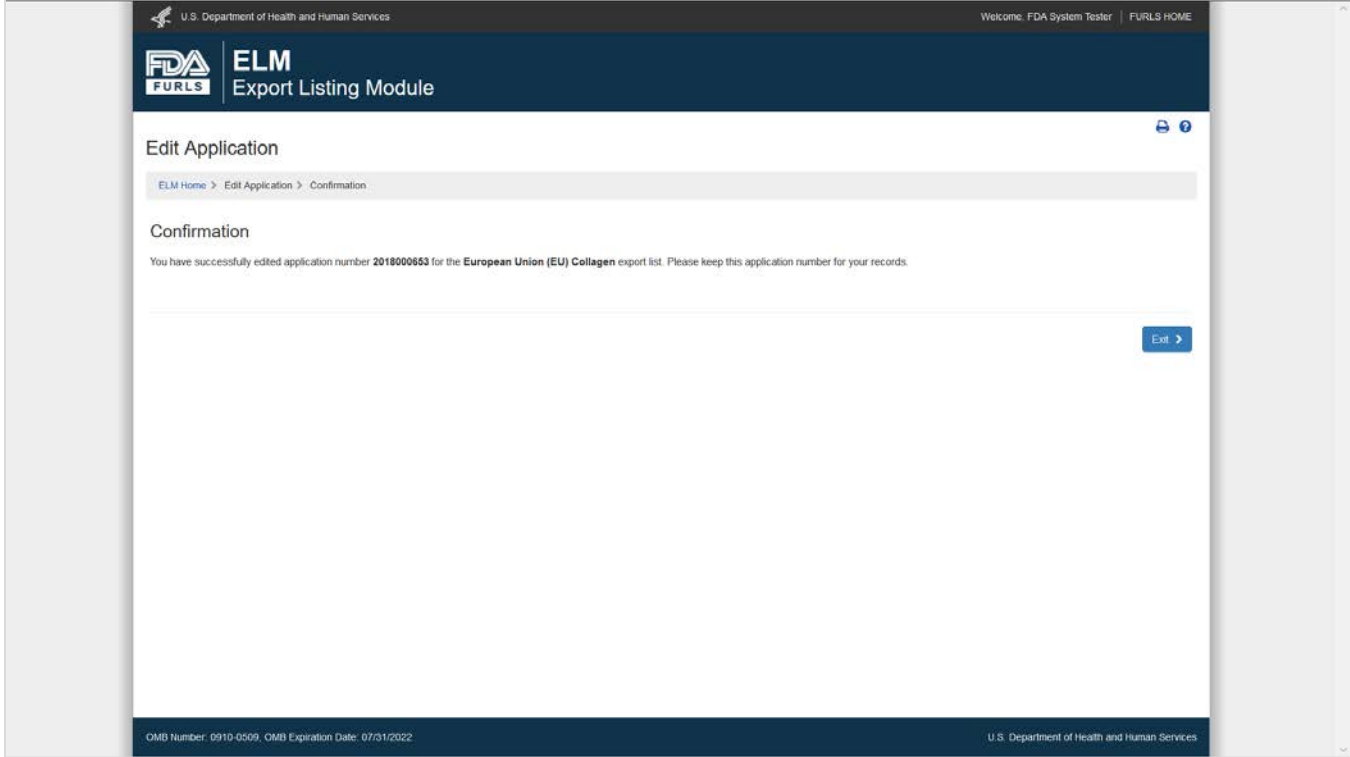 U.S. Department of Health and Human Services
Welcome, FDA System Tester | FURLS HOME
FDA
FURLS
ELM
Export Listing Module
Edit Application
ELM Home > Edit Application > Confirmation
Confirmation
You have successfully edited application number 2018000653 for the European Union (EU) Collagen export list. Please keep this application number for your records.
Exit >
OMB Number: 0910-0509, OMB Expiration Date: 07/31/2022
U.S. Department of Health and Human Services